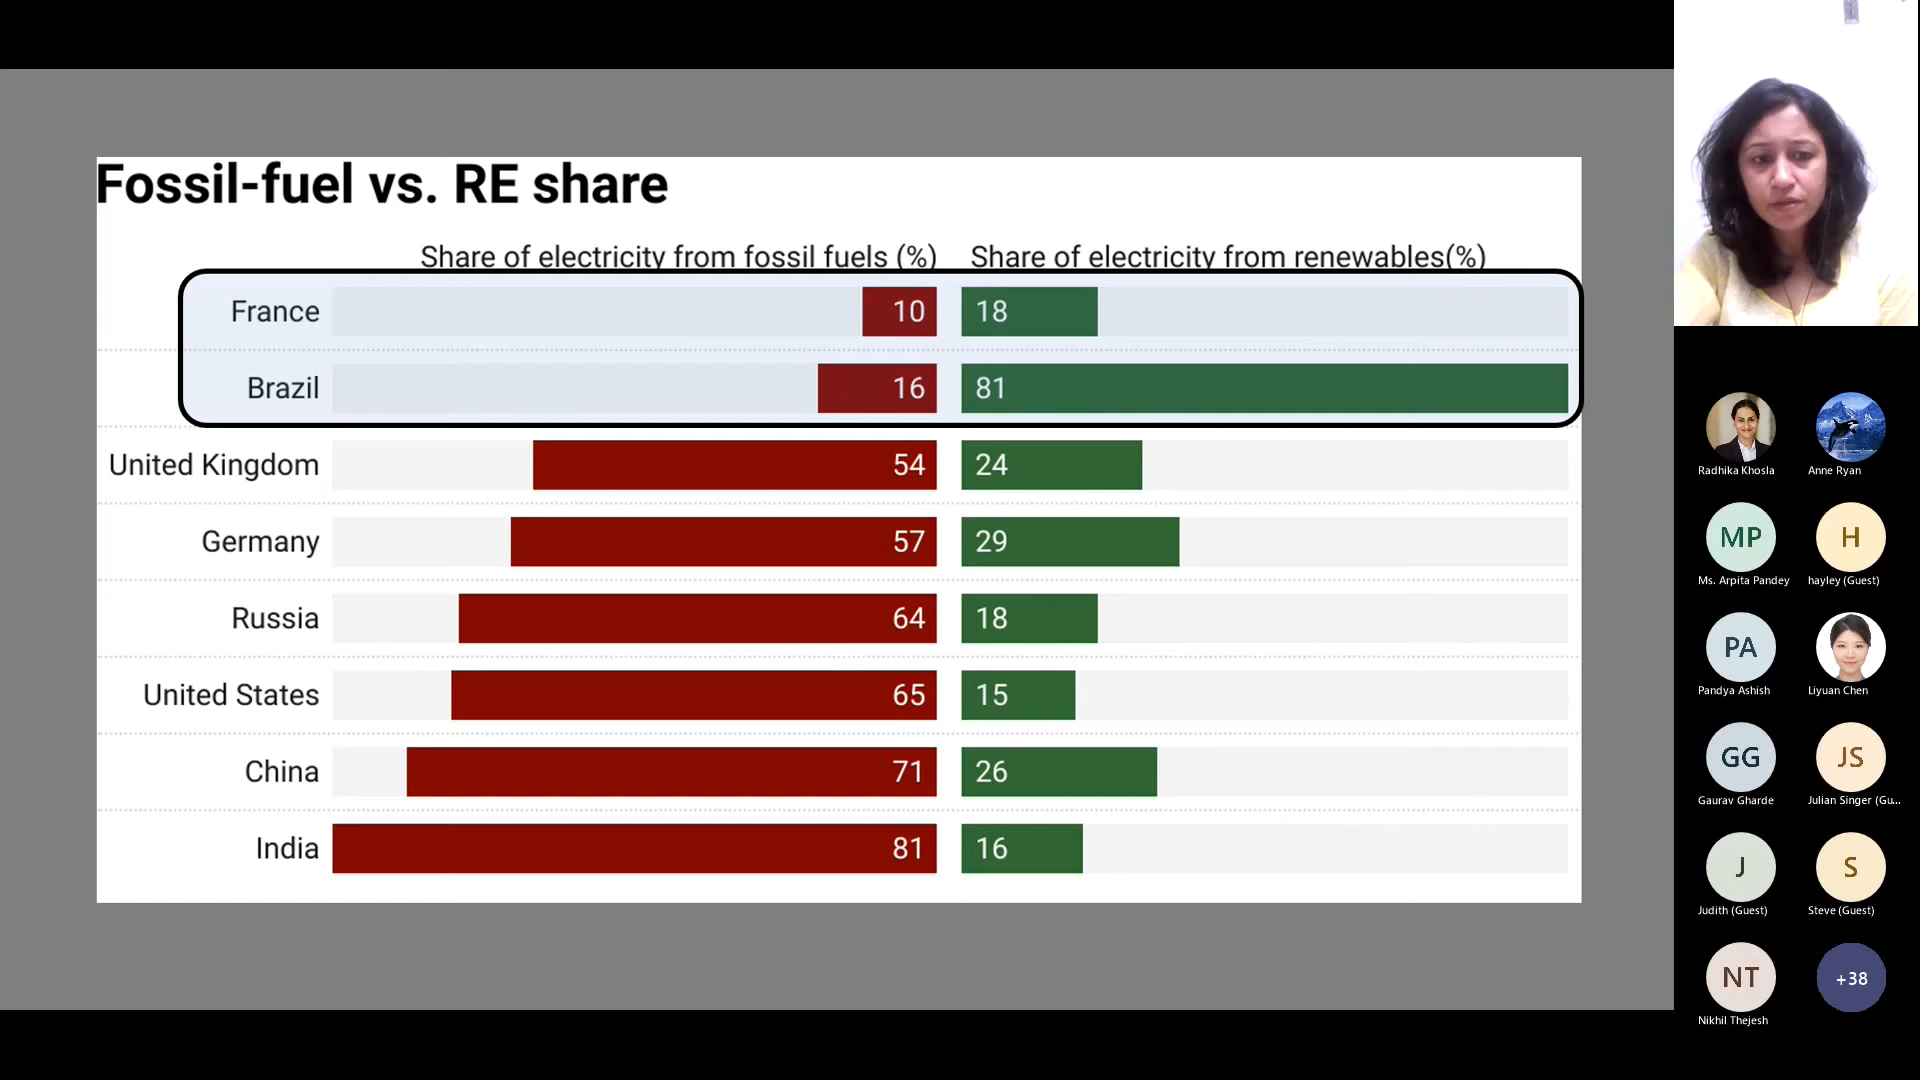 Fossil-fuel vs. RE share
Share of electricity from fossil fuels (%) Share of electricity from renewables(%)
France 10 18
Brazil 16 81
United Kingdom 54 24
Germany 57 29
Russia 64 18
United States 65 15
China 71 26
India 81 16
Radhika Khosla Anne Ryan
MP H
Ms. Arpita Pandey hayley (Guest)
PA
Pandya Ashish Liyuan Chen
GG JS
Gaurav Gharde Julian Singer (Gu...
J S
Judith (Guest) Steve (Guest)
NT +38
Nikhil Thejesh